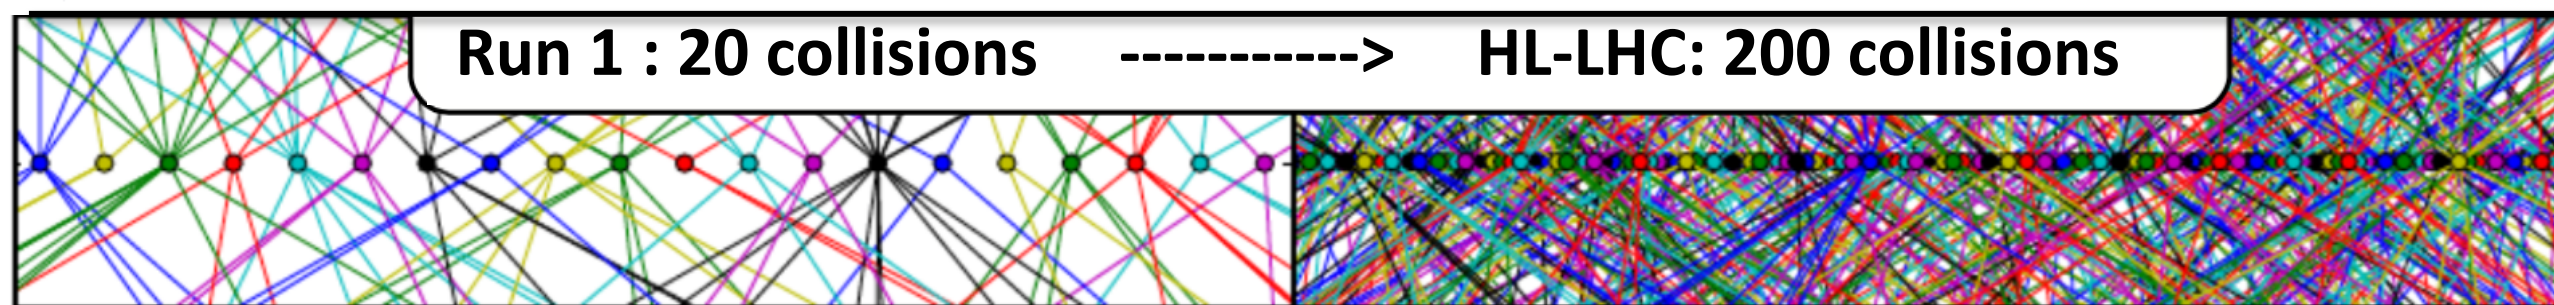 Run 1 : 20 collisions -----------> HL-LHC: 200 collisions